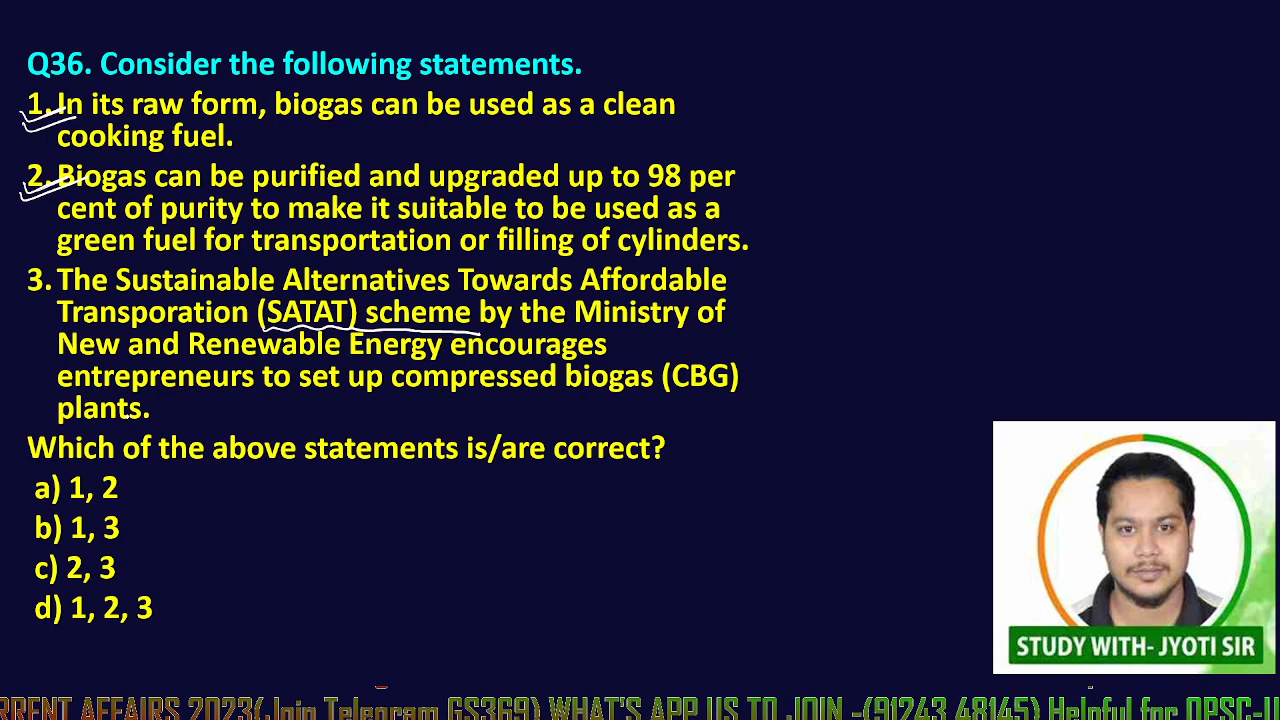 Q36. Consider the following statements.
1. In its raw form, biogas can be used as a clean
cooking fuel.
2. Biogas can be purified and upgraded up to 98 per
cent of purity to make it suitable to be used as a
green fuel for transportation or filling of cylinders.
3. The Sustainable Alternatives Towards Affordable
Transporation (SATAT) scheme by the Ministry of
New and Renewable Energy encourages
entrepreneurs to set up compressed biogas (CBG)
plants.
Which of the above statements is/are correct?
a) 1, 2
b) 1, 3
c) 2, 3
d) 1, 2, 3
STUDY WITH- JYOTI SIR
RRENT AFFAIRS 2023(Join Telegram GS369) WHAT'S APP US TO JOIN -(91243 48145) Helpful for OPSC-U